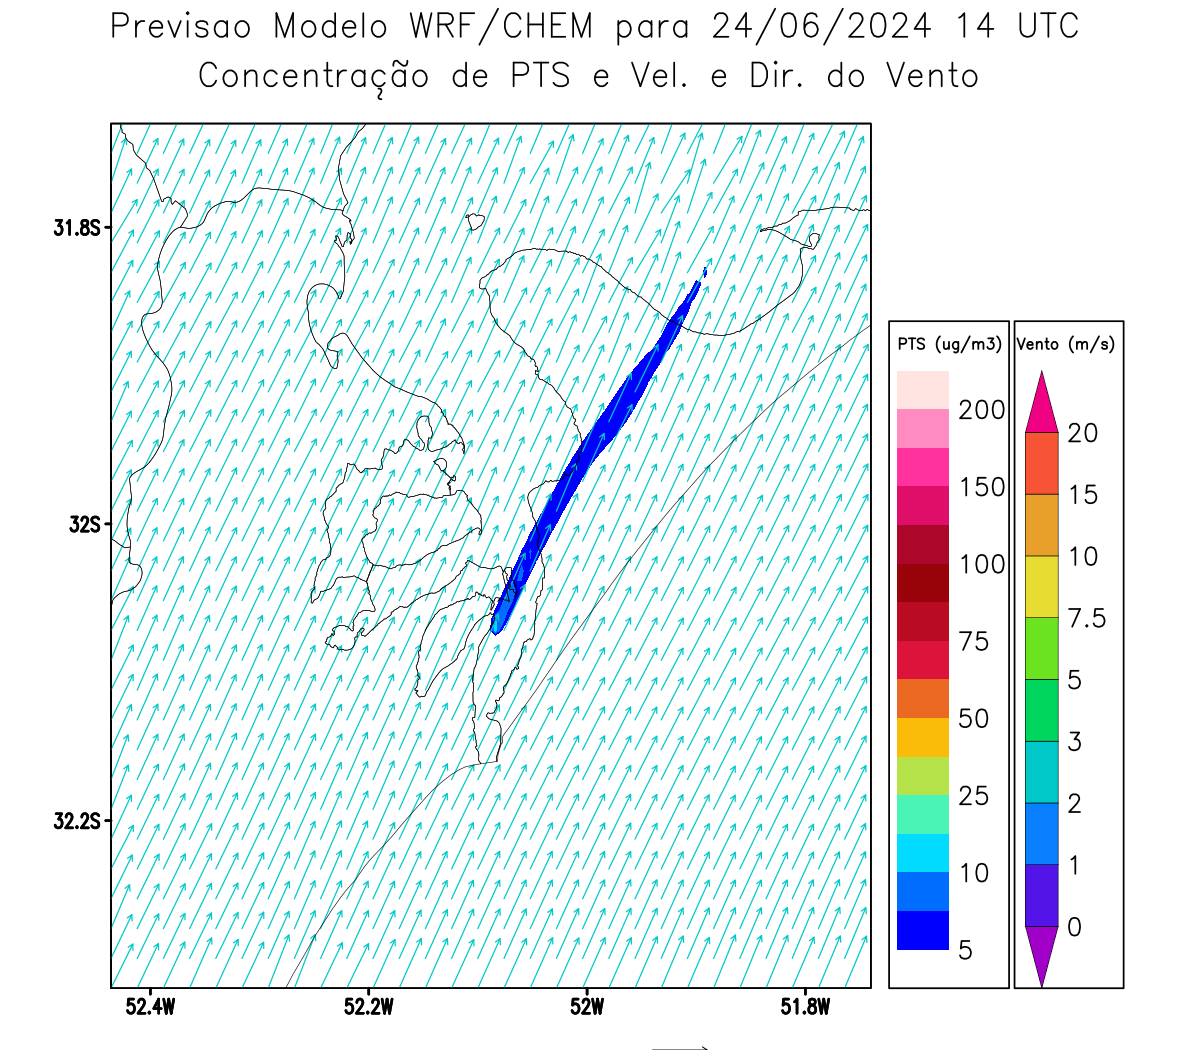 Previsao Modelo WRF/CHEM para 24/06/2024 14 UTC
Concentração de PTS e Vel. e Dir. do Vento
31.8S
32S
32.2S
52.4W 52.2W 52W 51.8W
PTS (ug/m3)
200
150
100
75
50
25
10
5
Vento (m/s)
20
15
10
7.5
5
3
2
1
0